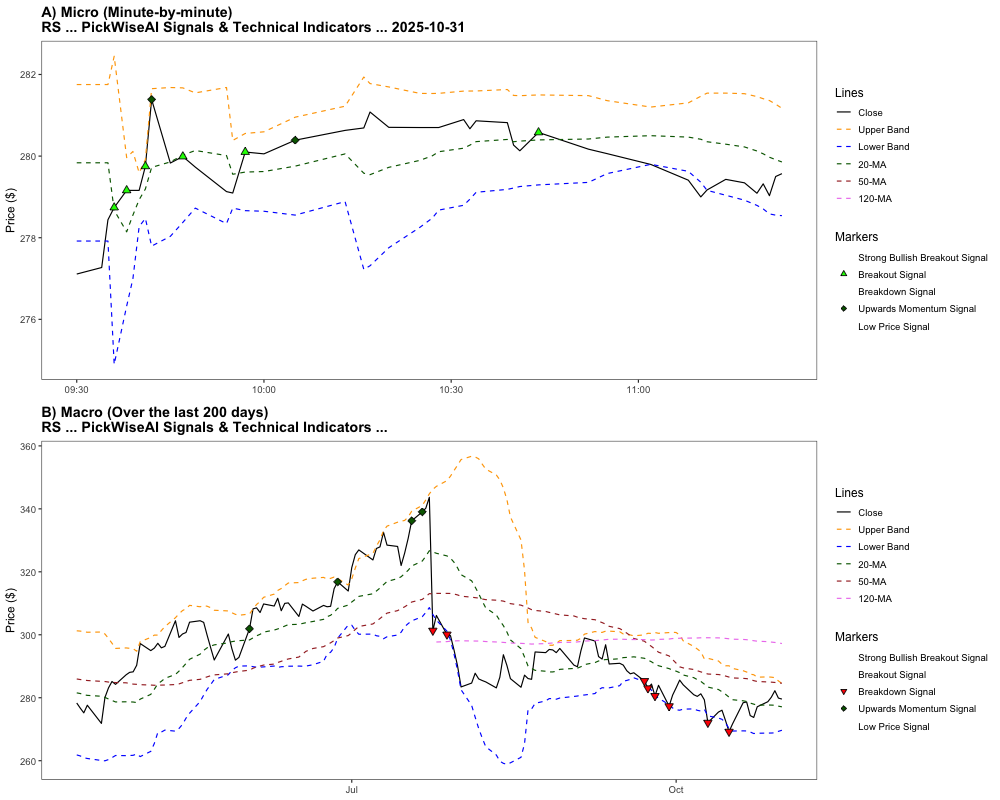 A) Micro (Minute-by-minute)
RS ... PickWiseAI Signals & Technical Indicators ... 2025-10-31
Price ($)
282
280
278
276
09:30
10:00
10:30
11:00
Lines
Close
Upper Band
Lower Band
20-MA
50-MA
120-MA
Markers
Strong Bullish Breakout Signal
Breakout Signal
Breakdown Signal
Upwards Momentum Signal
Low Price Signal
B) Macro (Over the last 200 days)
RS ... PickWiseAI Signals & Technical Indicators ...
Price ($)
360
340
320
300
280
260
Jul
Oct
Lines
Close
Upper Band
Lower Band
20-MA
50-MA
120-MA
Markers
Strong Bullish Breakout Signal
Breakout Signal
Breakdown Signal
Upwards Momentum Signal
Low Price Signal